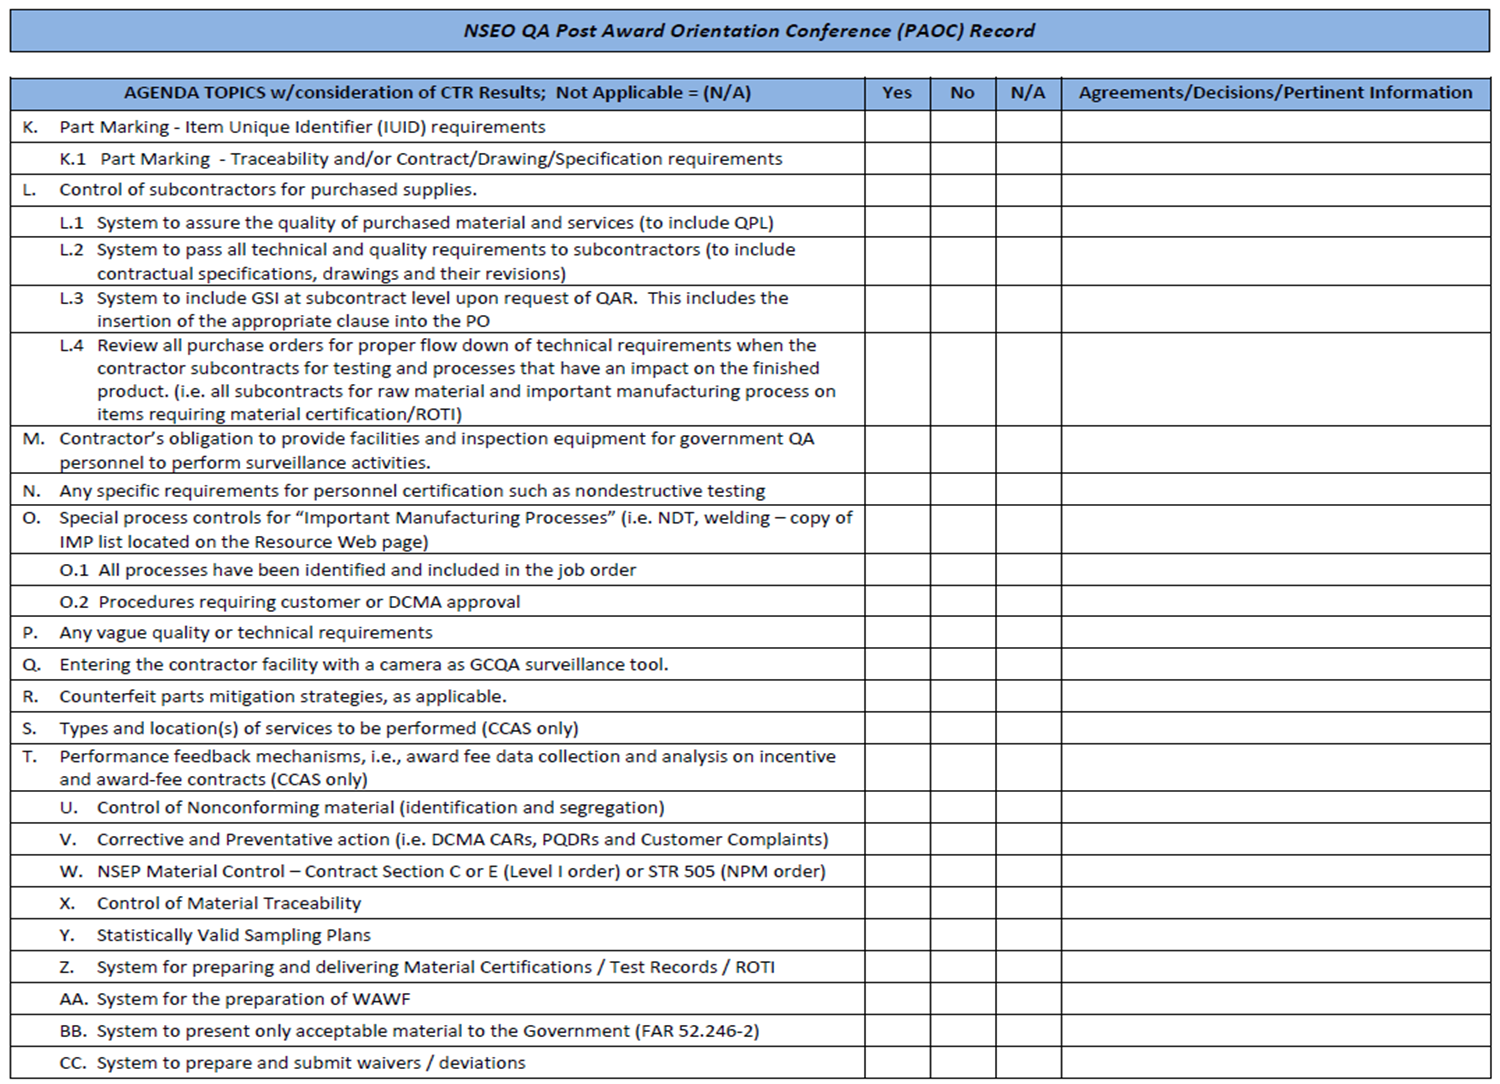 NSEO QA Post Award Orientation Conference (PAOC) Record
AGENDA TOPICS w/consideration of CTR Results; Not Applicable = (N/A) Yes No N/A Agreements/Decisions/Pertinent Information
K. Part Marking - Item Unique Identifier (IUID) requirements
K.1 Part Marking - Traceability and/or Contract/Drawing/Specification requirements
L. Control of subcontractors for purchased supplies.
L.1 System to assure the quality of purchased material and services (to include QPL)
L.2 System to pass all technical and quality requirements to subcontractors (to include
contractual specifications, drawings and their revisions)
L.3 System to include GSI at subcontract level upon request of QAR. This includes the
insertion of the appropriate clause into the PO
L.4 Review all purchase orders for proper flow down of technical requirements when the
contractor subcontracts for testing and processes that have an impact on the finished
product. (i.e. all subcontracts for raw material and important manufacturing process on
items requiring material certification/ROTI)
M. Contractor's obligation to provide facilities and inspection equipment for government QA
personnel to perform surveillance activities.
N. Any specific requirements for personnel certification such as nondestructive testing
O. Special process controls for “Important Manufacturing Processes” (i.e. NDT, welding – copy of
IMP list located on the Resource Web page)
O.1 All processes have been identified and included in the job order
O.2 Procedures requiring customer or DCMA approval
P. Any vague quality or technical requirements
Q. Entering the contractor facility with a camera as GCQA surveillance tool.
R. Counterfeit parts mitigation strategies, as applicable.
S. Types and location(s) of services to be performed (CCAS only)
T. Performance feedback mechanisms, i.e., award fee data collection and analysis on incentive
and award-fee contracts (CCAS only)
U. Control of Nonconforming material (identification and segregation)
V. Corrective and Preventative action (i.e. DCMA CARs, PQDRs and Customer Complaints)
W. NSEP Material Control – Contract Section C or E (Level I order) or STR 505 (NPM order)
X. Control of Material Traceability
Y. Statistically Valid Sampling Plans
Z. System for preparing and delivering Material Certifications / Test Records / ROTI
AA. System for the preparation of WAWF
BB. System to present only acceptable material to the Government (FAR 52.246-2)
CC. System to prepare and submit waivers / deviations